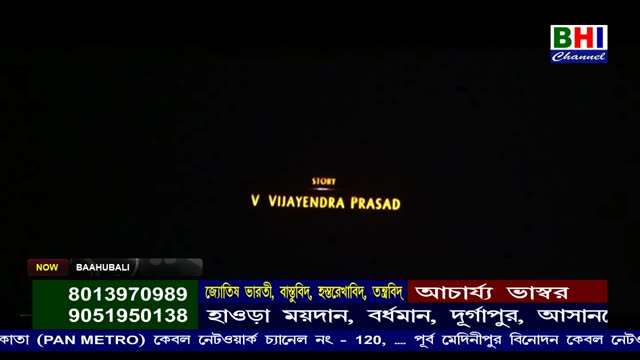 BHI
Channel
STORY
V VIJAYENDRA PRASAD
NOW BAAHUBALI
8013970989 জ্যোতিষ ভারতী, বাস্তুবিদ, হস্তরেখাবিদ, তন্ত্রবিদ্ আচার্য্য ভাস্বর
9051950138 হাওড়া ময়দান, বর্ধমান, দূর্গাপুর,
(PAN METRO) কেবল নেটওয়ার্ক চ্যানেল নং - 120, .... পূর্ব মেদিনীপুর বিনোদন কেবল